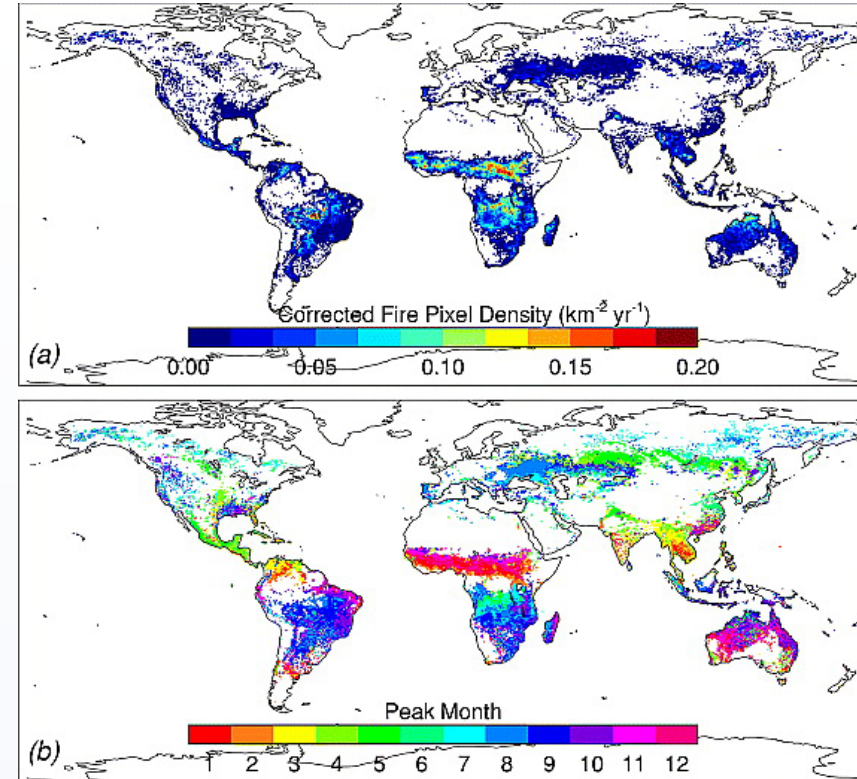 Corrected Fire Pixel Density (km⁻² yr⁻¹)
(a)
0.00 0.05 0.10 0.15 0.20
Peak Month
(b)
1 2 3 4 5 6 7 8 9 10 11 12